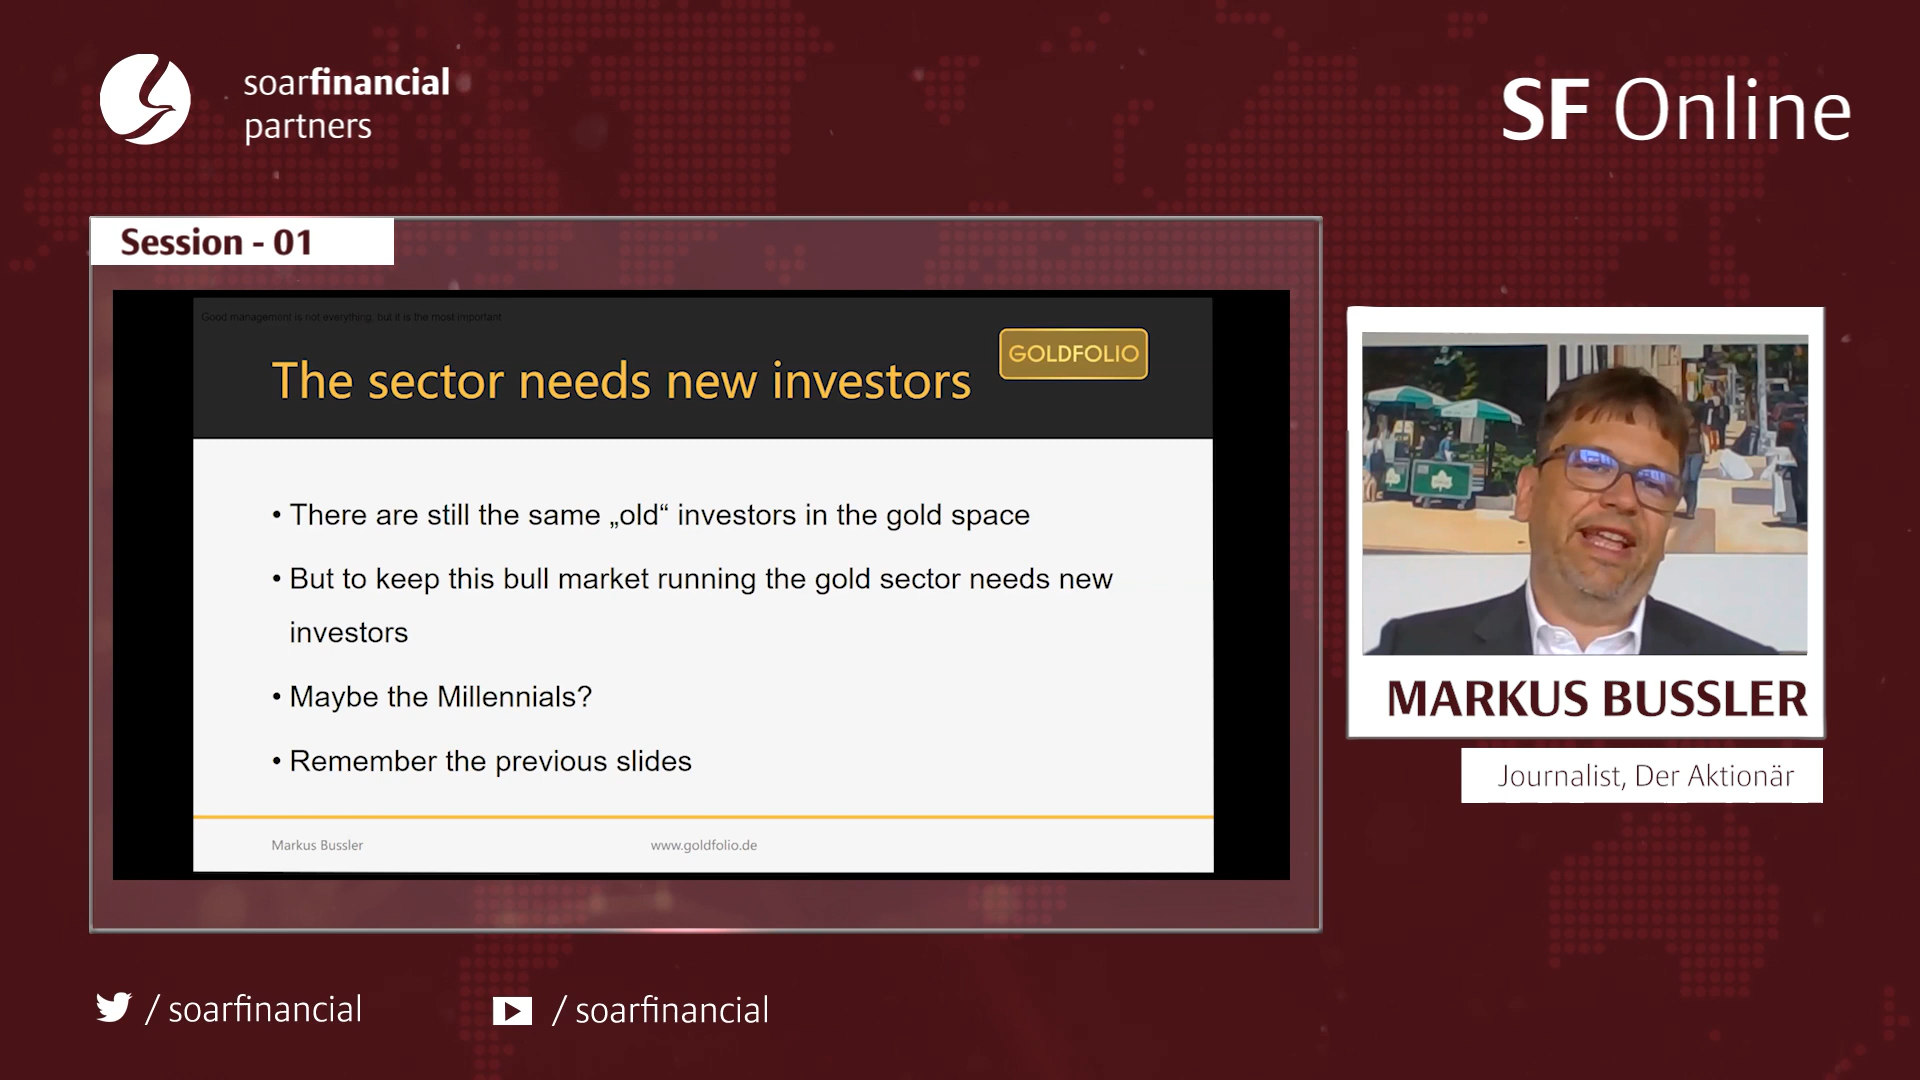 soarfinancial
partners
SF Online
Session - 01
Good management is not everything, but it is the most important
The sector needs new investors
GOLDFOLIO
• There are still the same „old“ investors in the gold space
• But to keep this bull market running the gold sector needs new
investors
• Maybe the Millennials?
• Remember the previous slides
Markus Bussler
www.goldfolio.de
MARKUS BUSSLER
Journalist, Der Aktionär
/ soarfinancial
/ soarfinancial